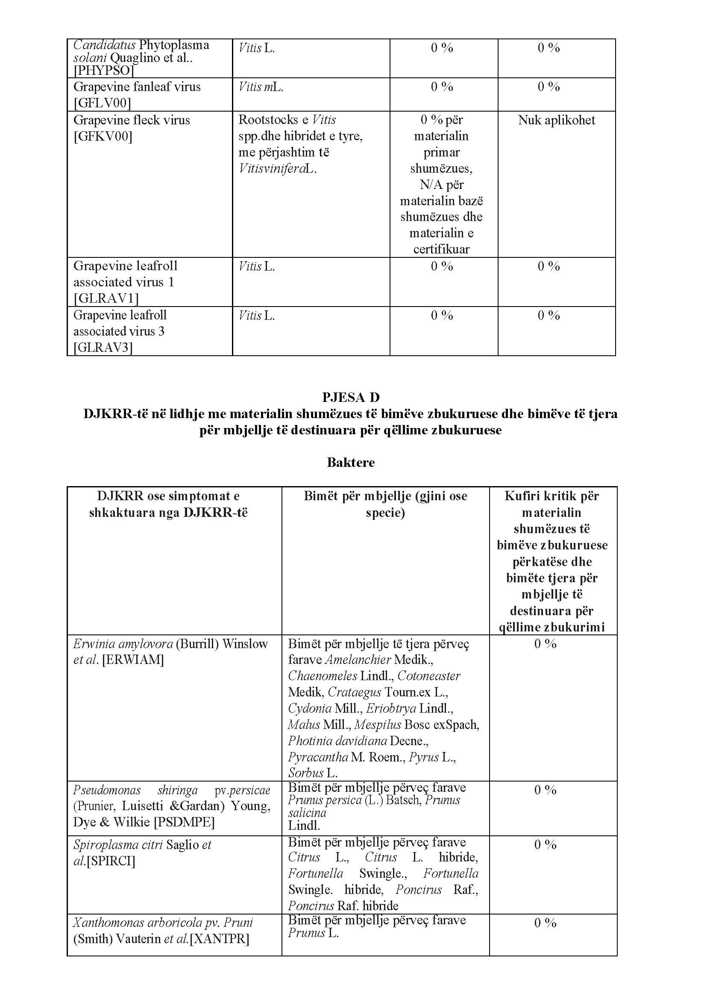 Candidatus Phytoplasma
solani Quaglino et al..
[PHYPSO]
Vitis L.
0 %
0 %
Grapevine fanleaf virus
[GFLV00]
Vitis mL.
0 %
0 %
Grapevine fleck virus
[GFKV00]
Rootstocks e Vitis
spp.dhe hibridet e tyre,
me përjashtim të
VitisviniferaL.
0 % për
materialin
primar
shumëzues,
N/A për
materialin bazë
shumëzues dhe
materialin e
certifikuar
Nuk aplikohet
Grapevine leafroll
associated virus 1
[GLRAV1]
Vitis L.
0 %
0 %
Grapevine leafroll
associated virus 3
[GLRAV3]
Vitis L.
0 %
0 %
PJESA D
DJKRR-të në lidhje me materialin shumëzues të bimëve zbukuruese dhe bimëve të tjera
për mbjellje të destinuara për qëllime zbukuruese
Baktere
DJKRR ose simptomat e
shkaktuara nga DJKRR-të
Bimët për mbjellje (gjini ose
specie)
Kufiri kritik për
materialin
shumëzues të
bimëve zbukuruese
përkatëse dhe
bimëte tjera për
mbjellje të
destinuara për
qëllime zbukurimi
Erwinia amylovora (Burrill) Winslow
et al. [ERWIAM]
Bimët për mbjellje të tjera përveç
farave Amelanchier Medik.,
Chaenomeles Lindl., Cotoneaster
Medik, Crataegus Tourn.ex L.,
Cydonia Mill., Eriobtrya Lindl.,
Malus Mill., Mespilus Bosc exSpach,
Photinia davidiana Decne.,
Pyracantha M. Roem., Pyrus L.,
Sorbus L.
0 %
Pseudomonas shiringa pv.persicae
(Prunier, Luisetti &Gardan) Young,
Dye & Wilkie [PSDMPE]
Bimët për mbjellje përveç farave
Prunus persica (L.) Batsch, Prunus
salicina
Lindl.
0 %
Spiroplasma citri Saglio et
al.[SPIRCI]
Bimët për mbjellje përveç farave
Citrus L., Citrus L. hibride,
Fortunella Swingle., Fortunella
Swingle. hibride, Poncirus Raf.,
Poncirus Raf. hibride
0 %
Xanthomonas arboricola pv. Pruni
(Smith) Vauterin et al.[XANTPR]
Bimët për mbjellje përveç farave
Prunus L.
0 %